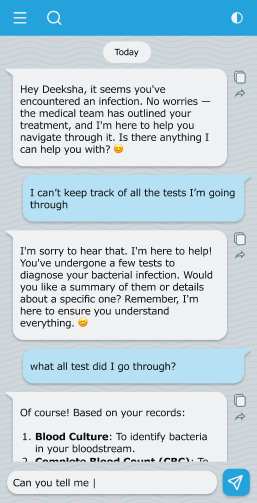 Today
Hey Deeksha, it seems you've
encountered an infection. No worries —
the medical team has outlined your
treatment, and I'm here to help you
navigate through it. Is there anything I
can help you with? 😊
I can't keep track of all the tests I'm going
through
I'm sorry to hear that. I'm here to help!
You've undergone a few tests to
diagnose your bacterial infection. Would
you like a summary of them or details
about a specific one? Remember, I'm
here to ensure you understand
everything. 😊
what all test did I go through?
Of course! Based on your records:
1. Blood Culture: To identify bacteria
in your bloodstream.
2. Complete Blood Count (CBC): To
Can you tell me |